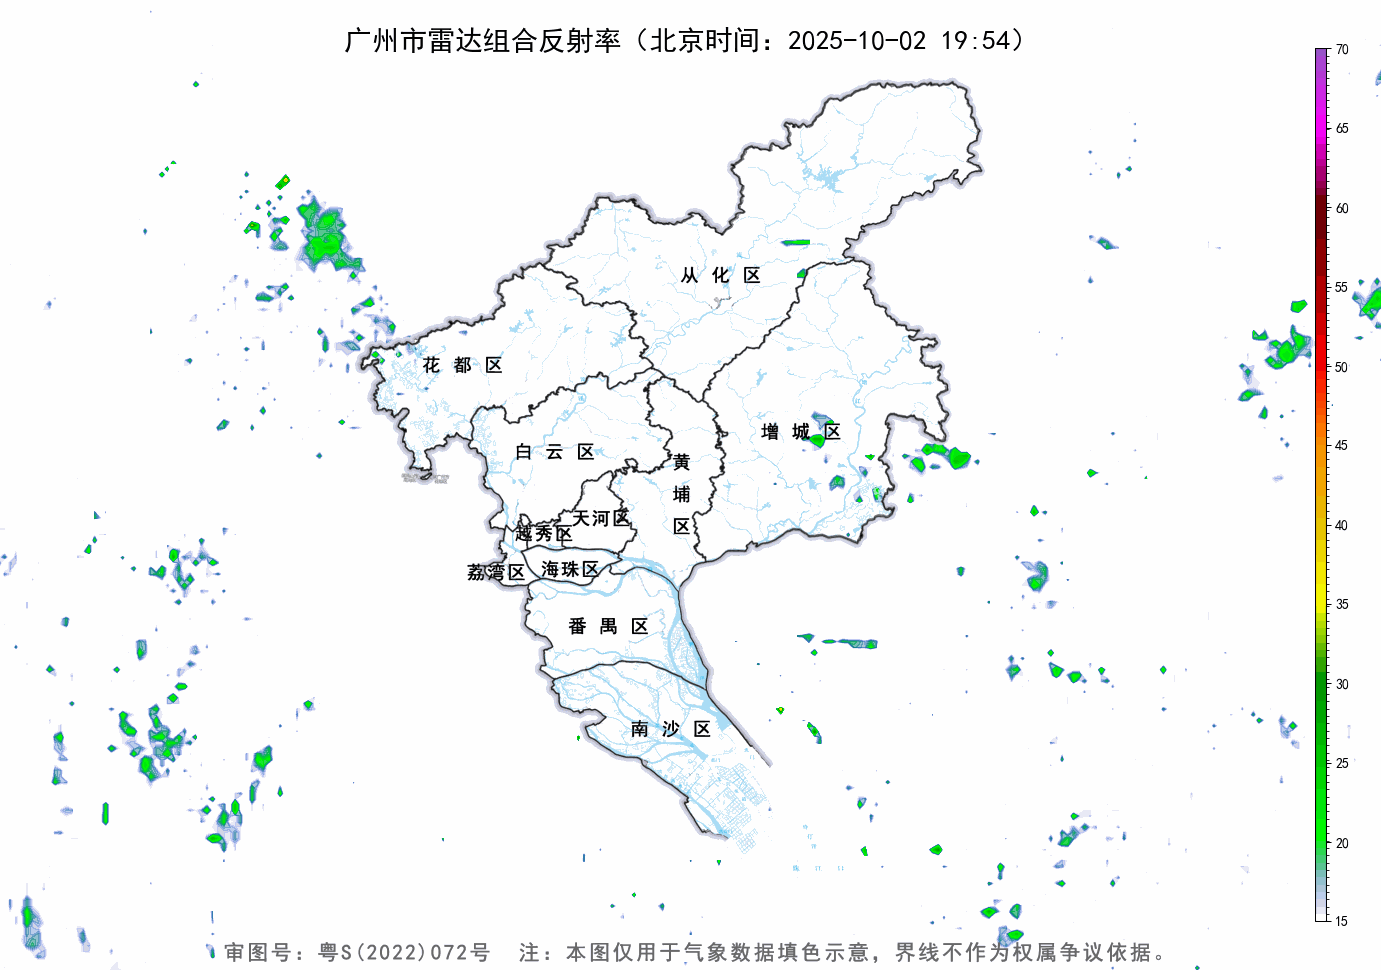 广州市雷达组合反射率（北京时间：2025-10-02 19:54）
70
65
60
55
50
45
40
35
30
25
20
15
从化区
花都区
增城区
白云区
黄埔区
天河区
越秀区
荔湾区
海珠区
番禺区
南沙区
审图号：粤S(2022)072号 注：本图仅用于气象数据填色示意，界线不作为权属争议依据。